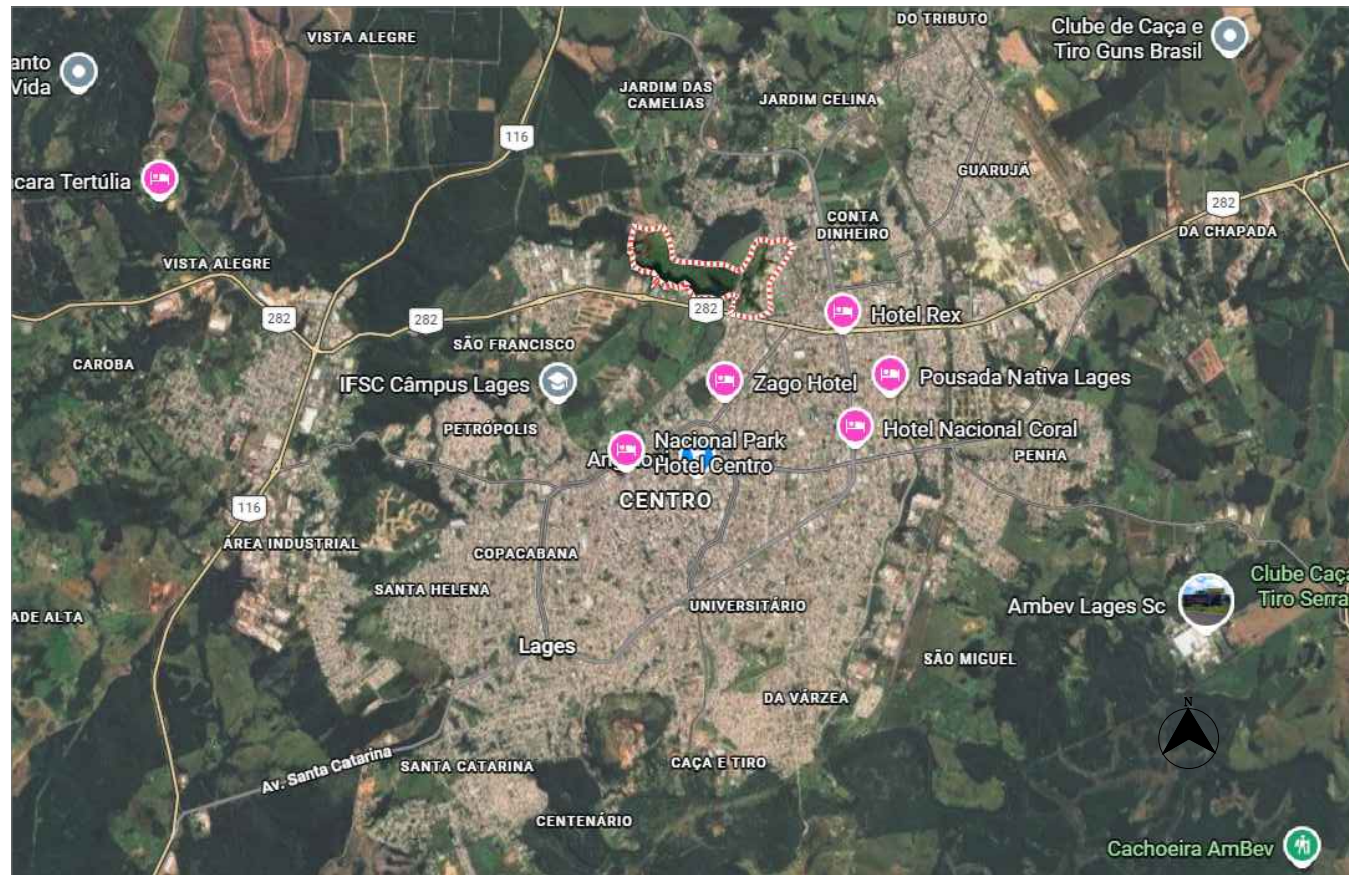 DO TRIBUTO
Clube de Caça e
Tiro Guns Brasil
VISTA ALEGRE
anto
Vida
JARDIM DAS
CAMELIAS
JARDIM CELINA
116
GUARUJÁ
cara Tertúlia
282
CONTA
DINHEIRO
DA CHAPADA
VISTA ALEGRE
282
282
282
Hotel Rex
SÃO FRANCISCO
CAROBA
IFSC Câmpus Lages
Zago Hotel
Pousada Nativa Lages
PETRÓPOLIS
Nacional Park
Hotel Centro
Hotel Nacional Coral
PENHA
CENTRO
116
ÁREA INDUSTRIAL
COPACABANA
SANTA HELENA
Clube Caça
Tiro Serra
UNIVERSITÁRIO
Ambev Lages Sc
ADE ALTA
Lages
SÃO MIGUEL
DA VÁRZEA
N
Av. Santa Catarina
SANTA CATARINA
CAÇA E TIRO
CENTENÁRIO
Cachoeira AmBev